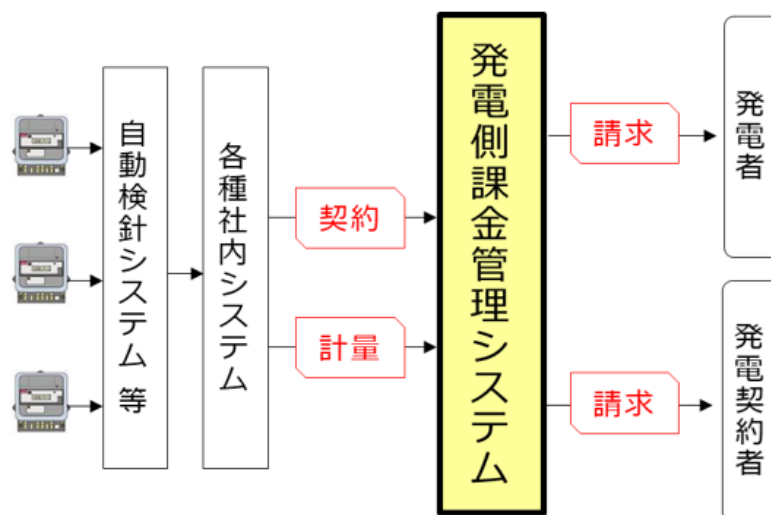 自動検針システム 等
各種社内システム
契約
計量
発電側課金管理システム
請求
請求
発電者
発電契約者